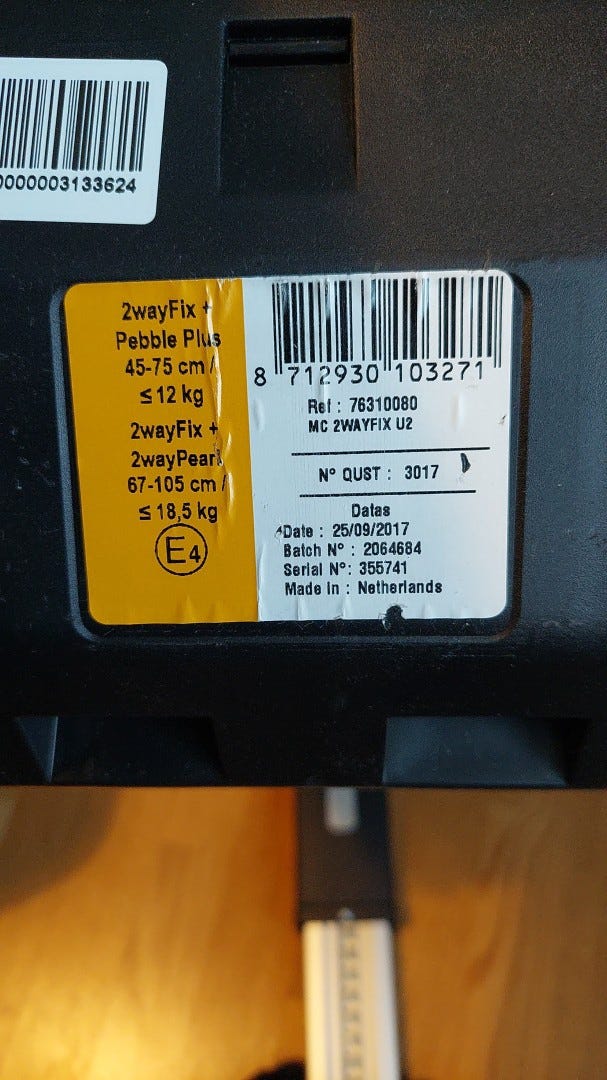 0000003133624
2wayFix +
Pebble Plus
45-75 cm /
≤ 12 kg
2wayFix +
2wayPearl
67-105 cm /
≤ 18,5 kg
E4
8 712930 103271
Ref : 76310080
MC 2WAYFIX U2
N° QUST : 3017
Datas
Date : 25/09/2017
Batch N° : 2064684
Serial N°: 355741
Made in : Netherlands